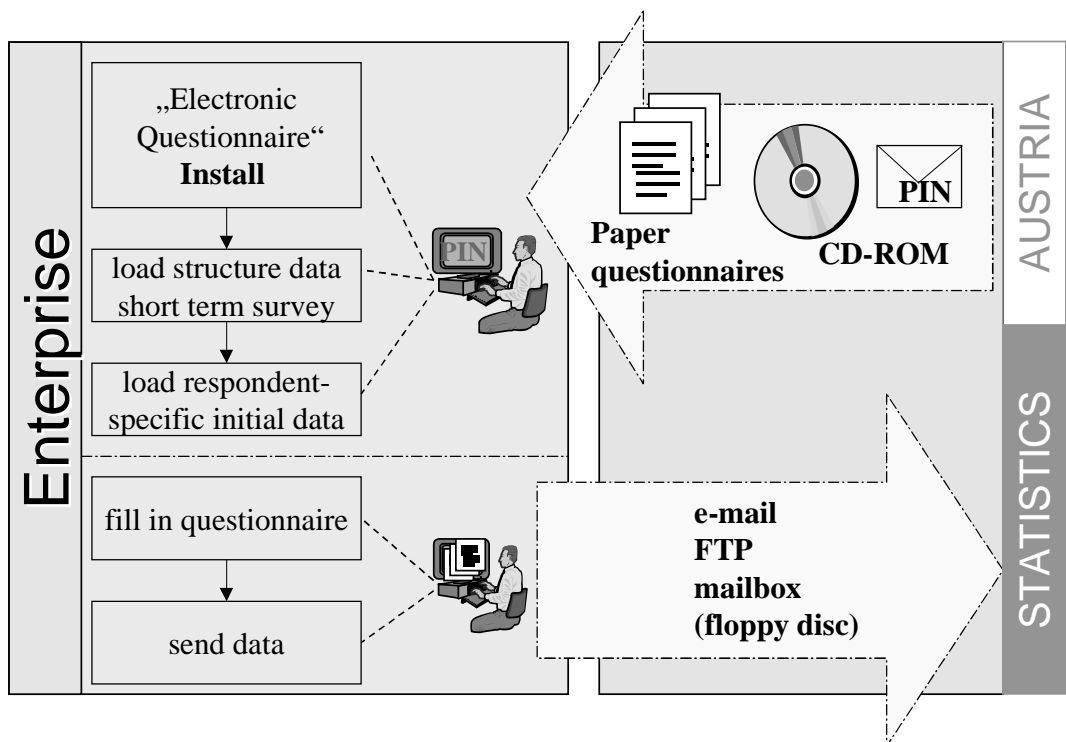 Enterprise
„Electronic
Questionnaire“
Install
load structure data
short term survey
load respondent-
specific initial data
fill in questionnaire
send data
PIN
Paper
questionnaires
CD-ROM
PIN
e-mail
FTP
mailbox
(floppy disc)
STATISTICS AUSTRIA